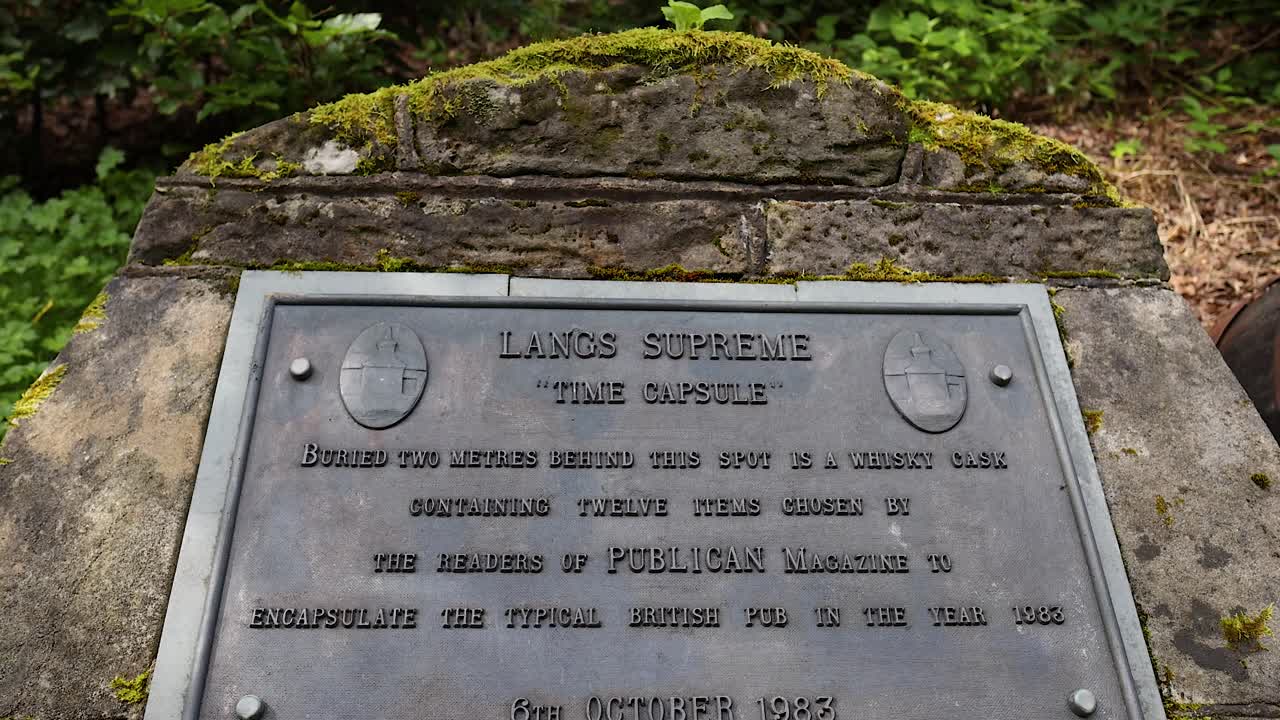 LANGS SUPREME
"TIME CAPSULE"
BURIED TWO METRES BEHIND THIS SPOT IS A WHISKY CASK
CONTAINING TWELVE ITEMS CHOSEN BY
THE READERS OF PUBLICAN MAGAZINE TO
ENCAPSULATE THE TYPICAL BRITISH PUB IN THE YEAR 1983
6TH OCTOBER 1983